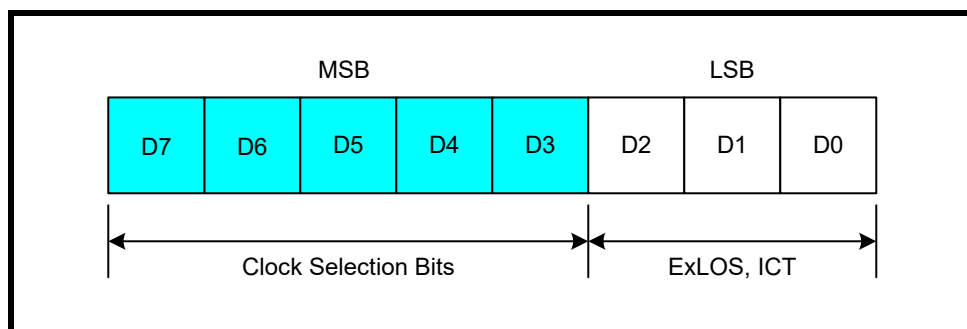 MSB LSB
D7 D6 D5 D4 D3 D2 D1 D0
Clock Selection Bits ExLOS, ICT